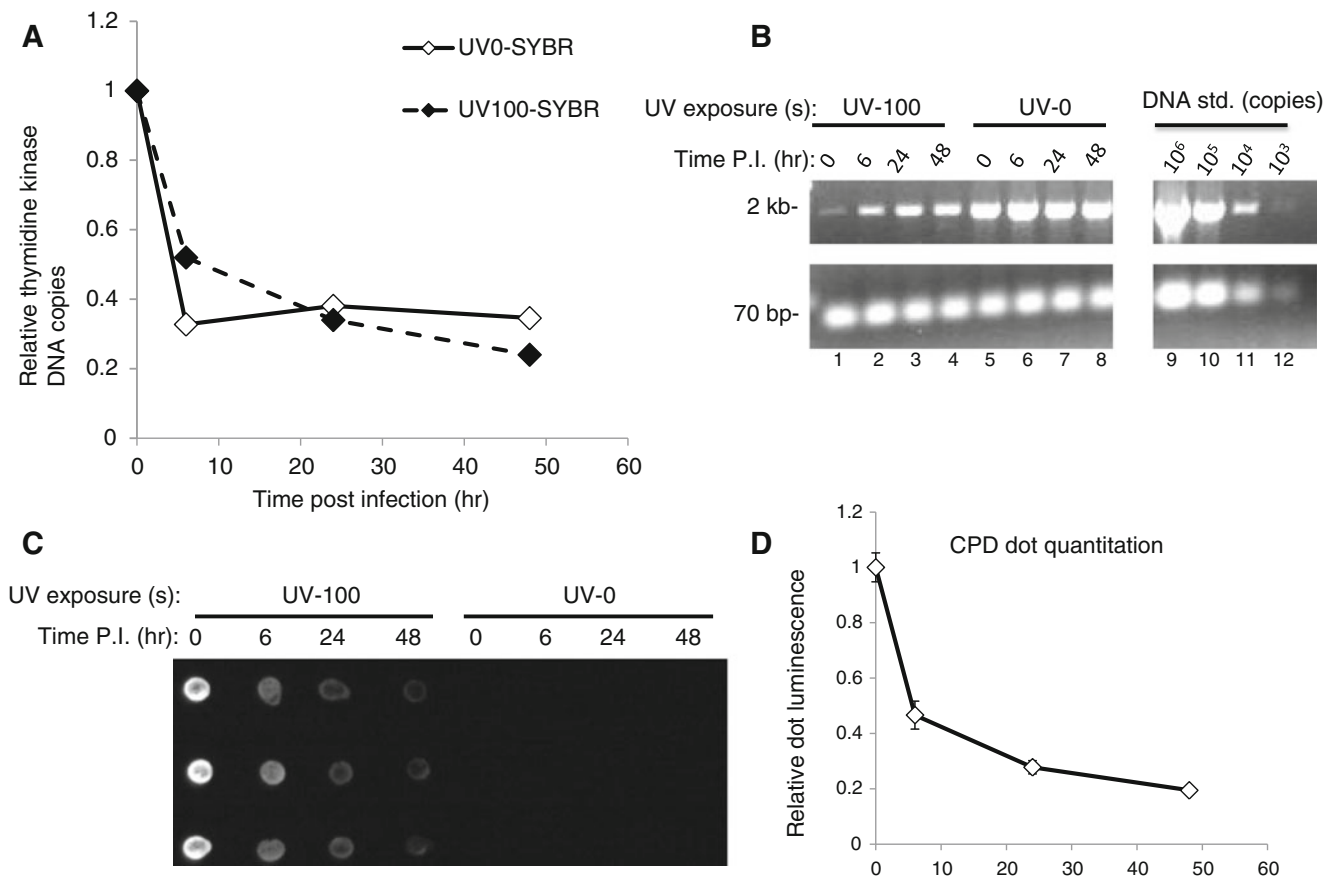 A
1.2
1
0.8
0.6
0.4
0.2
0
0 10 20 30 40 50 60
Relative thymidine kinase
DNA copies
Time post infection (hr)
UV0-SYBR
UV100-SYBR
B
UV exposure (s): UV-100 UV-0 DNA std. (copies)
Time P.I. (hr): 0 6 24 48 0 6 24 48 10⁶ 10⁵ 10⁴ 10³
2 kb-
70 bp-
1 2 3 4 5 6 7 8 9 10 11 12
C
UV exposure (s): UV-100 UV-0
Time P.I. (hr): 0 6 24 48 0 6 24 48
D
CPD dot quantitation
1.2
1
0.8
0.6
0.4
0.2
0
0 10 20 30 40 50 60
Relative dot luminescence